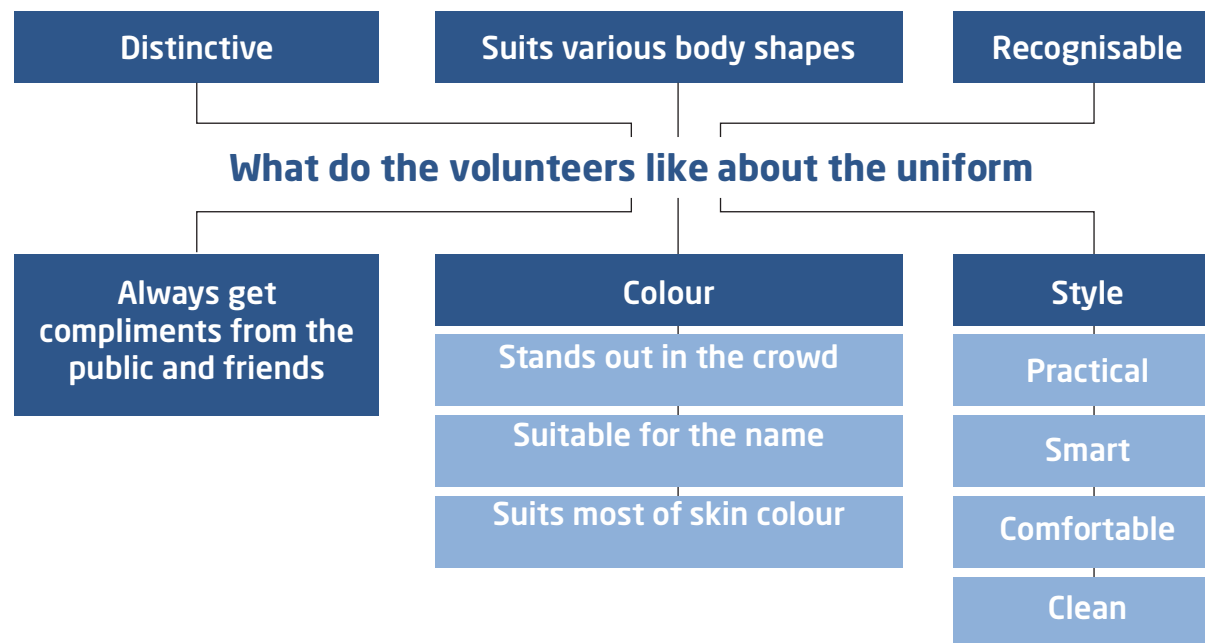 Distinctive
Suits various body shapes
Recognisable
What do the volunteers like about the uniform
Always get
compliments from the
public and friends
Colour
Stands out in the crowd
Suitable for the name
Suits most of skin colour
Style
Practical
Smart
Comfortable
Clean